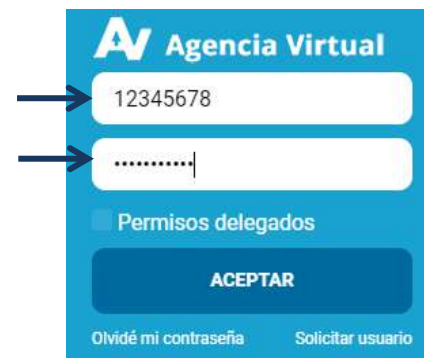 AV Agencia Virtual
12345678
•••••••••••
Permisos delegados
ACEPTAR
Olvidé mi contraseña Solicitar usuario